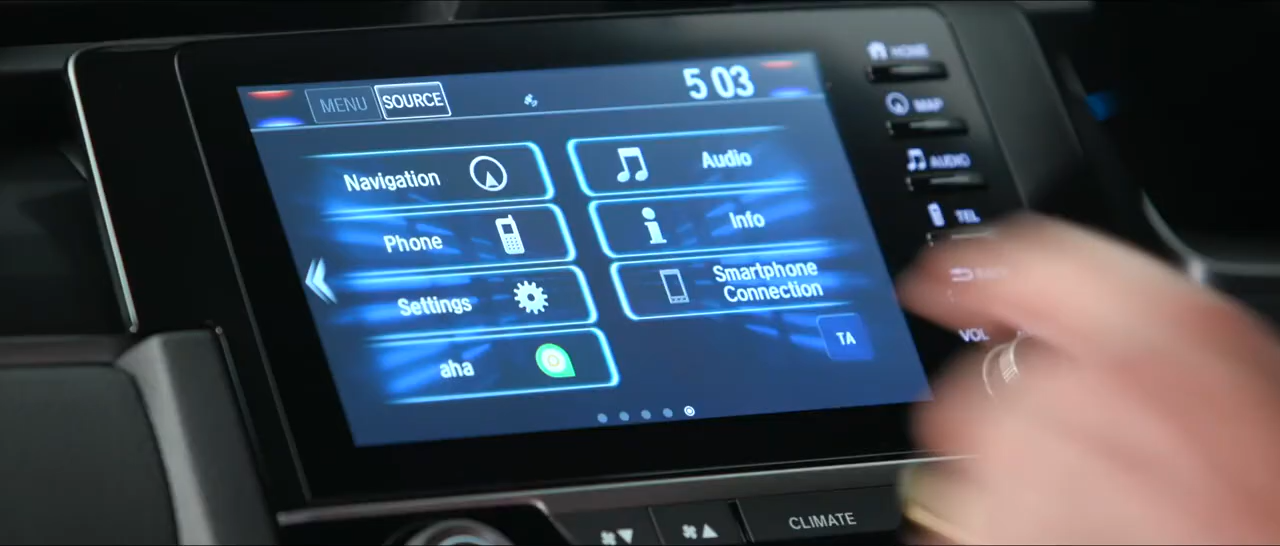 MENU
SOURCE
5 03
Navigation
Audio
Phone
Info
Settings
Smartphone
Connection
aha
TA
HOME
MAP
AUDIO
TEL
VOL
CLIMATE